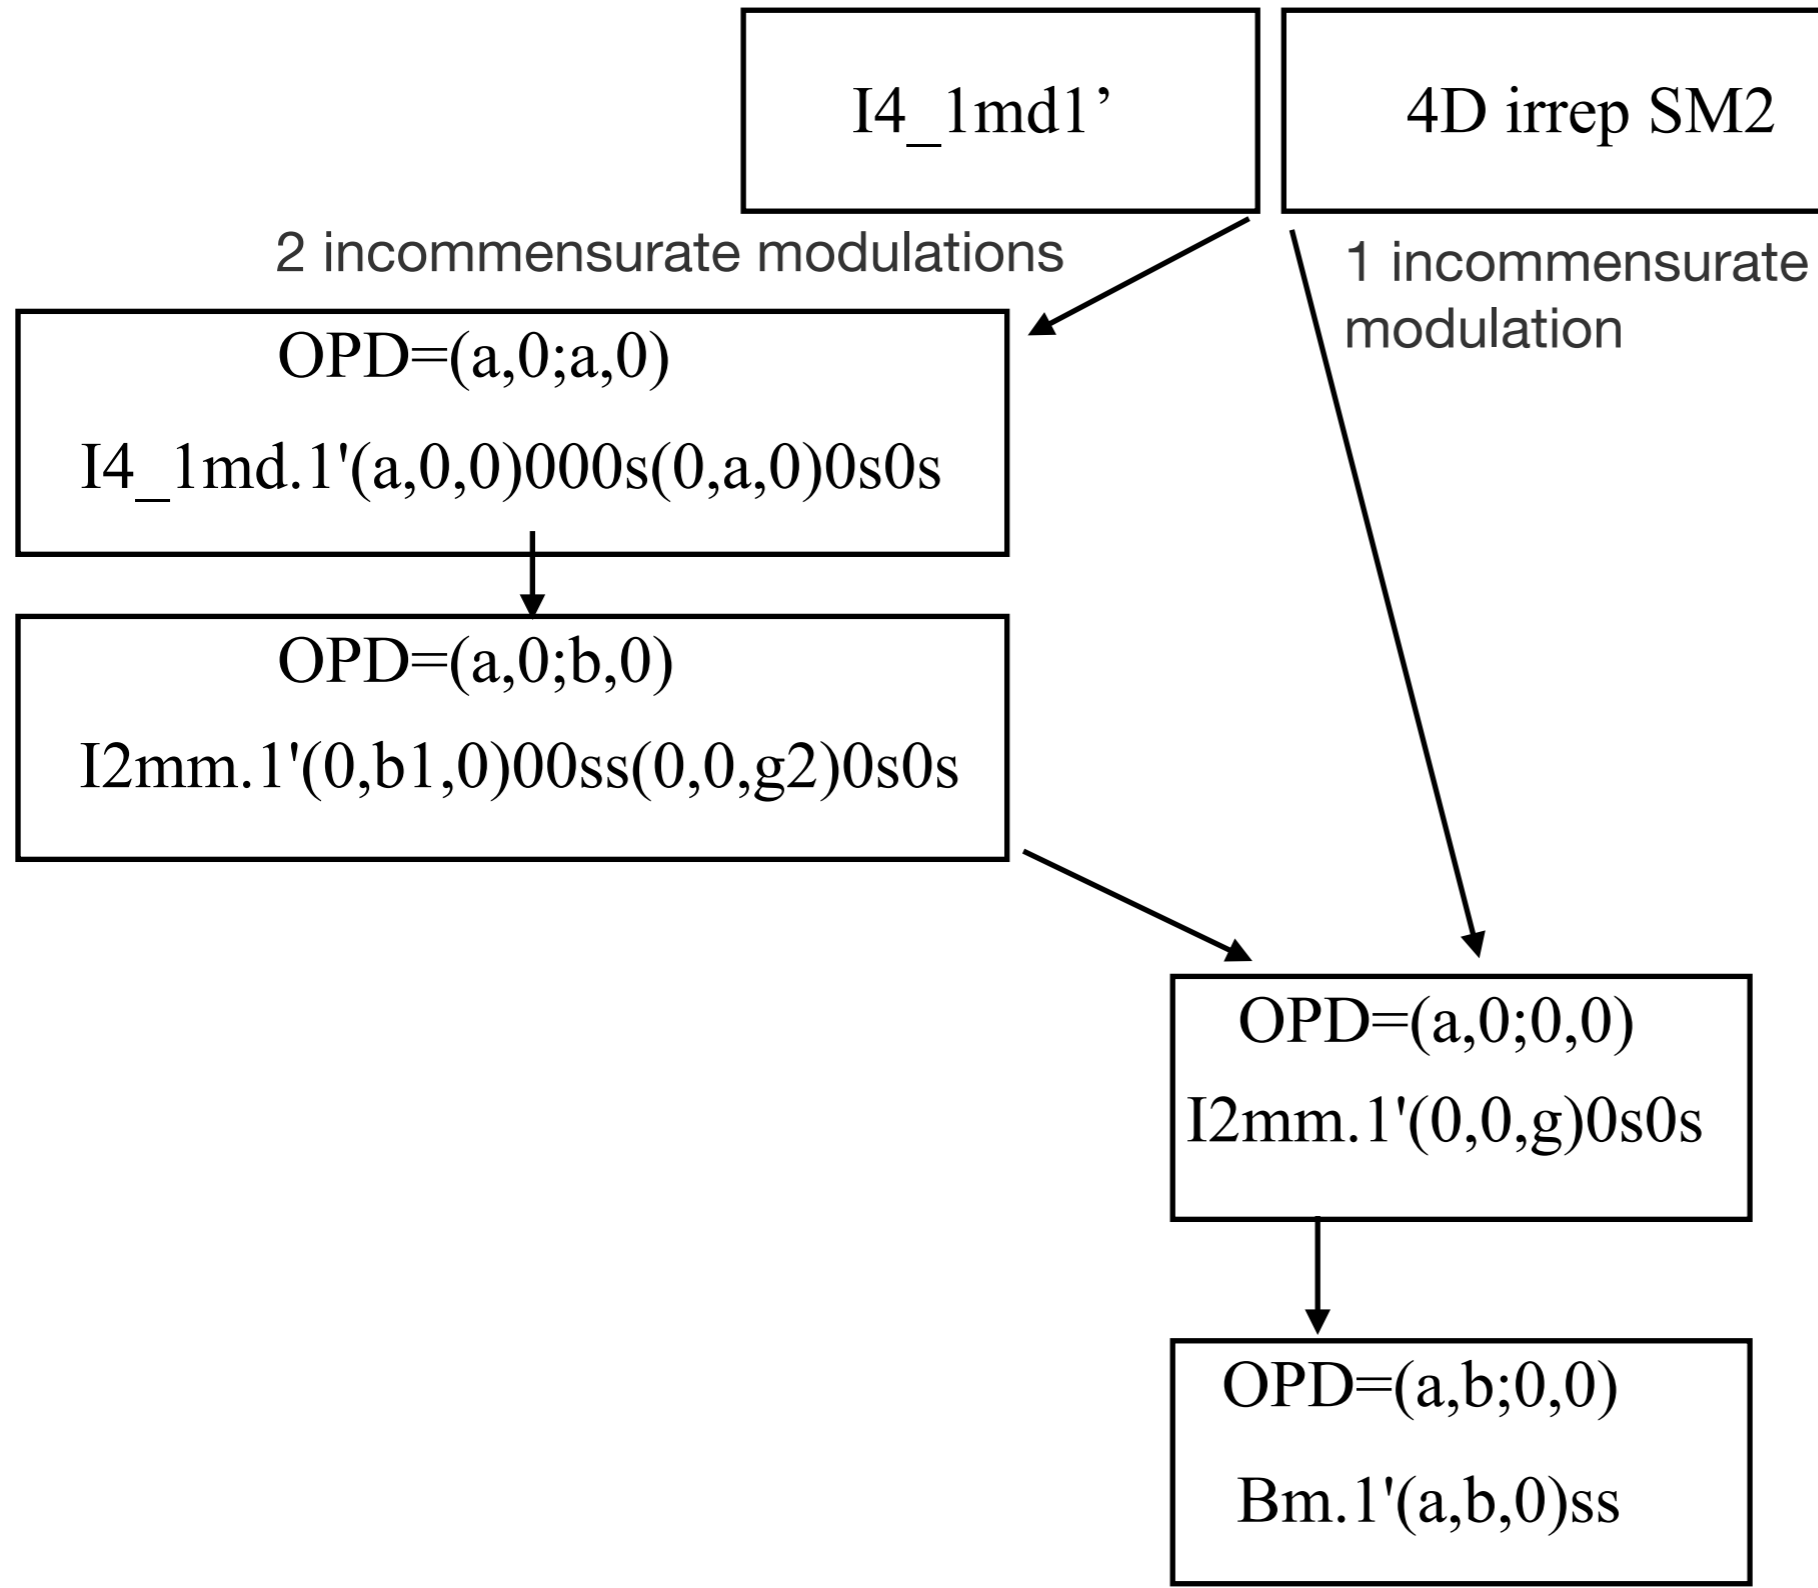 I4_1md1’
4D irrep SM2
2 incommensurate modulations
1 incommensurate
modulation
OPD=(a,0;a,0)
I4_1md.1'(a,0,0)000s(0,a,0)0s0s
OPD=(a,0;b,0)
I2mm.1'(0,b1,0)00ss(0,0,g2)0s0s
OPD=(a,0;0,0)
I2mm.1'(0,0,g)0s0s
OPD=(a,b;0,0)
Bm.1'(a,b,0)ss